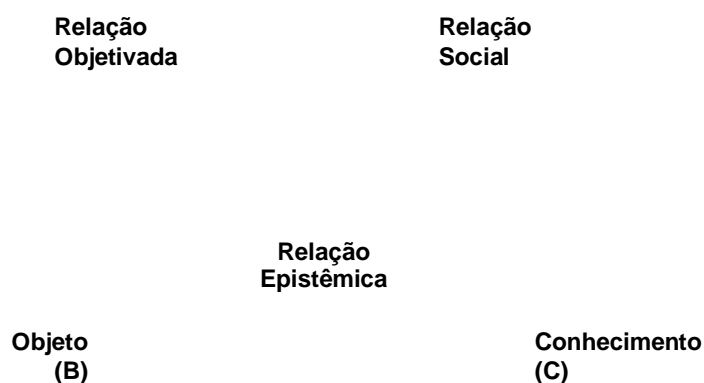 Relação
Objetivada
Relação
Social
Relação
Epistêmica
Objeto
(B)
Conhecimento
(C)